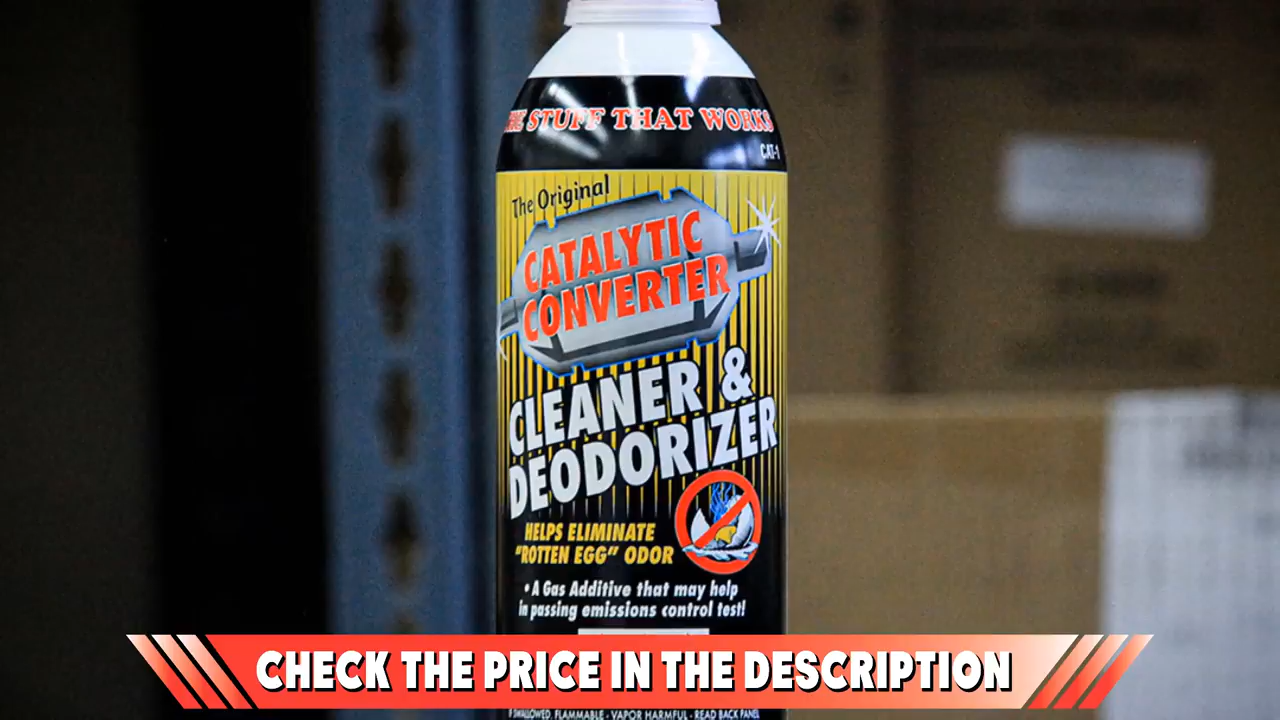 THE STUFF THAT WORKS
CAT-1
The Original
CATALYTIC
CONVERTER
CLEANER &
DEODORIZER
HELPS ELIMINATE
"ROTTEN EGG" ODOR
• A Gas Additive that may help
in passing emissions control test!
CHECK THE PRICE IN THE DESCRIPTION
IF SWALLOWED. FLAMMABLE - VAPOR HARMFUL - READ BACK PANEL